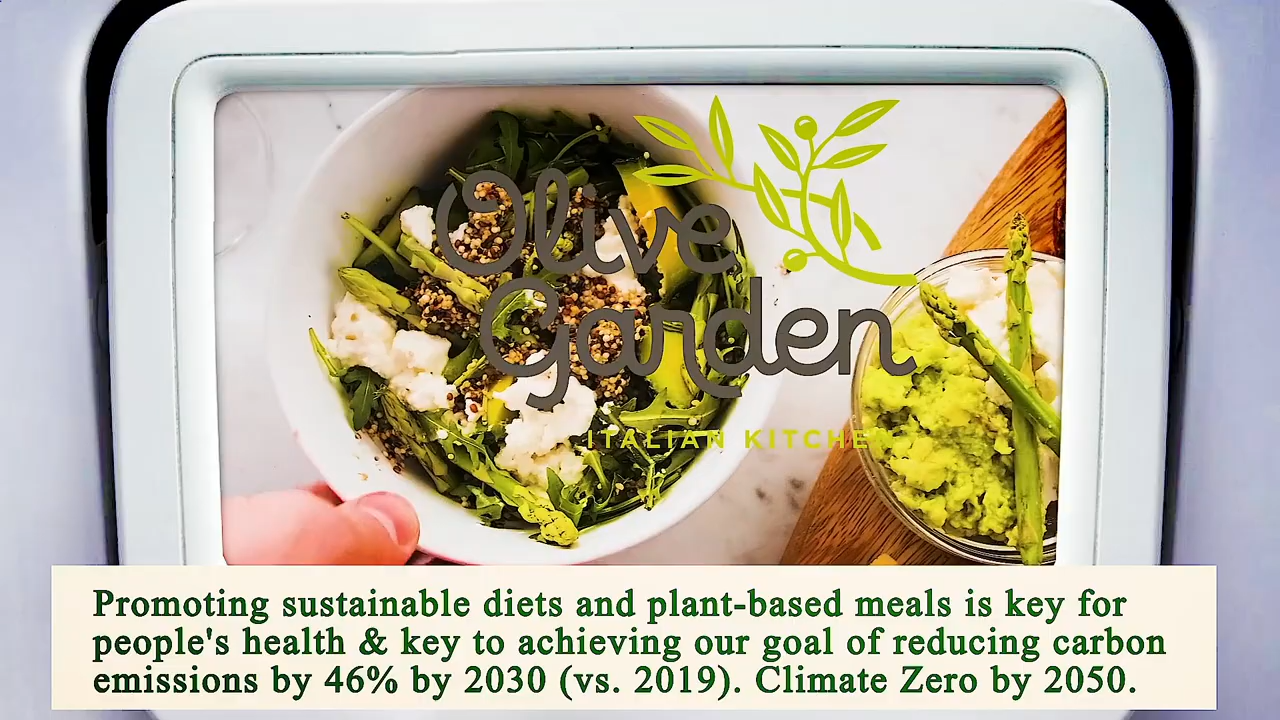 Olive
Garden
ITALIAN KITCHEN
Promoting sustainable diets and plant-based meals is key for
people's health & key to achieving our goal of reducing carbon
emissions by 46% by 2030 (vs. 2019). Climate Zero by 2050.